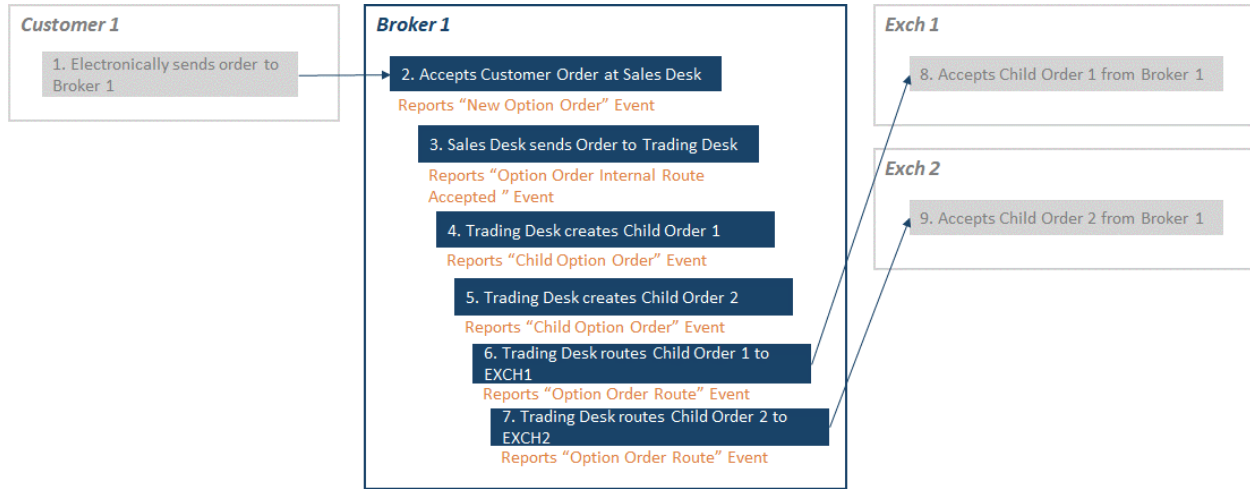 Customer 1
1. Electronically sends order to
Broker 1
Broker 1
2. Accepts Customer Order at Sales Desk
Reports “New Option Order” Event
3. Sales Desk sends Order to Trading Desk
Reports “Option Order Internal Route
Accepted ” Event
4. Trading Desk creates Child Order 1
Reports “Child Option Order” Event
5. Trading Desk creates Child Order 2
Reports “Child Option Order” Event
6. Trading Desk routes Child Order 1 to
EXCH1
Reports “Option Order Route” Event
7. Trading Desk routes Child Order 2 to
EXCH2
Reports “Option Order Route” Event
Exch 1
8. Accepts Child Order 1 from Broker 1
Exch 2
9. Accepts Child Order 2 from Broker 1